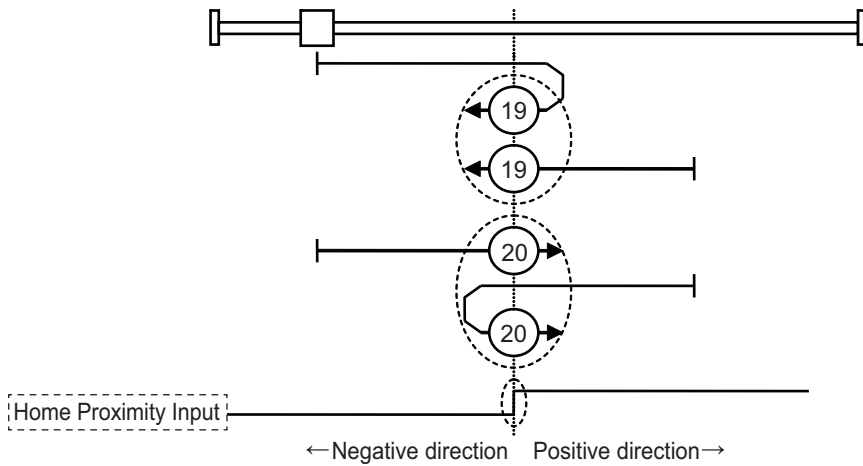 19
19
20
20
Home Proximity Input
←Negative direction Positive direction→